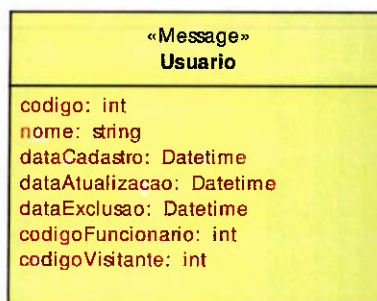 «Message»
Usuario
codigo: int
nome: string
dataCadastro: Datetime
dataAtualizacao: Datetime
dataExclusao: Datetime
codigoFuncionario: int
codigoVisitante: int